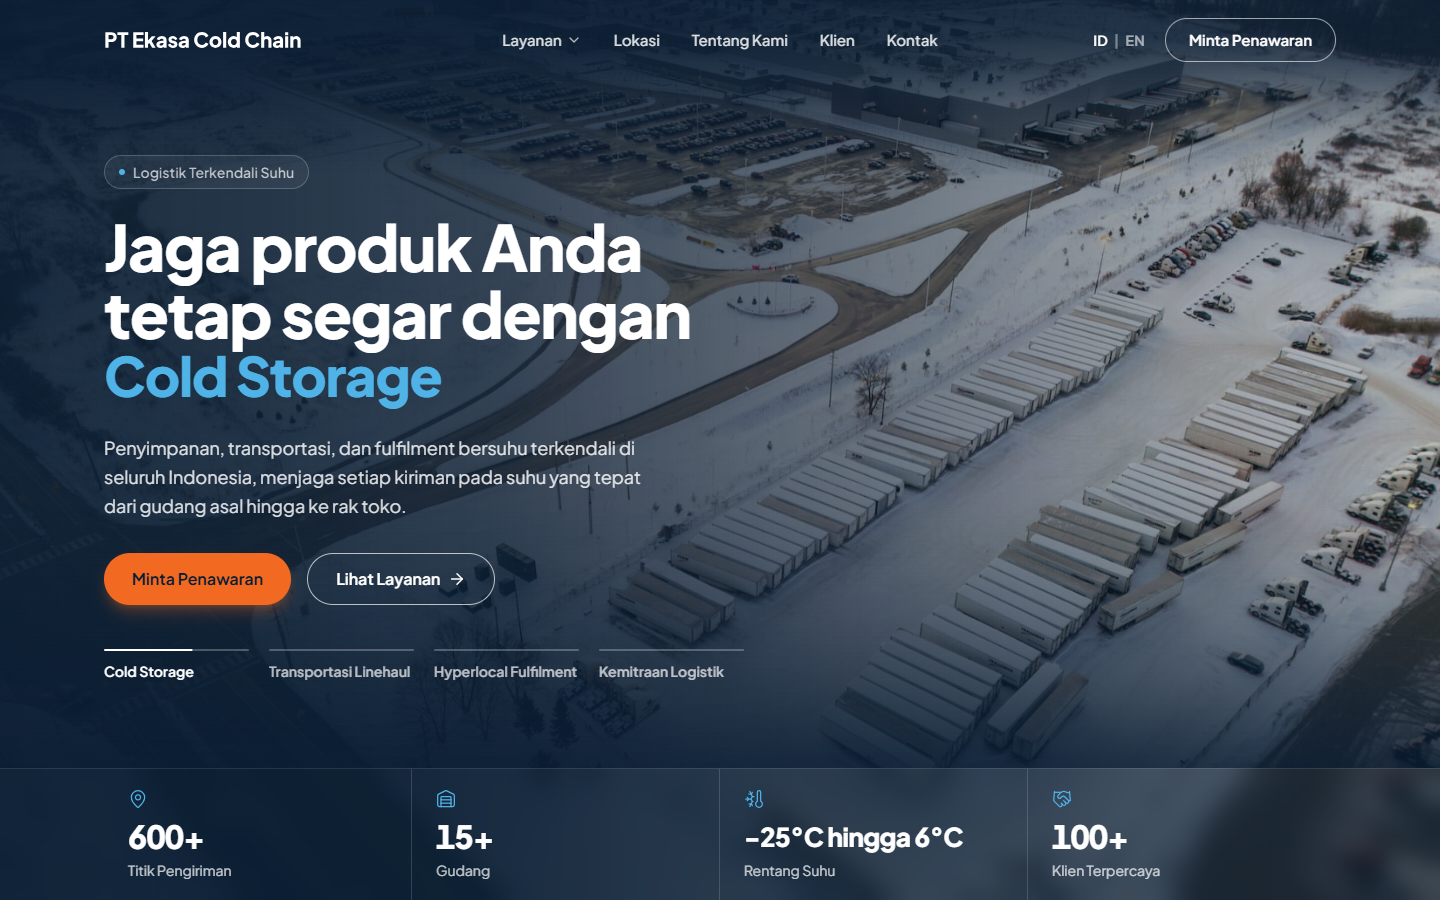 PT Ekasa Cold Chain
Layanan
Lokasi
Tentang Kami
Klien
Kontak
ID | EN
Minta Penawaran
Logistik Terkendali Suhu
Jaga produk Anda
tetap segar dengan
Cold Storage
Penyimpanan, transportasi, dan fulfilment bersuhu terkendali di
seluruh Indonesia, menjaga setiap kiriman pada suhu yang tepat
dari gudang asal hingga ke rak toko.
Minta Penawaran
Lihat Layanan →
Cold Storage
Transportasi Linehaul
Hyperlocal Fulfilment
Kemitraan Logistik
600+
Titik Pengiriman
15+
Gudang
-25°C hingga 6°C
Rentang Suhu
100+
Klien Terpercaya